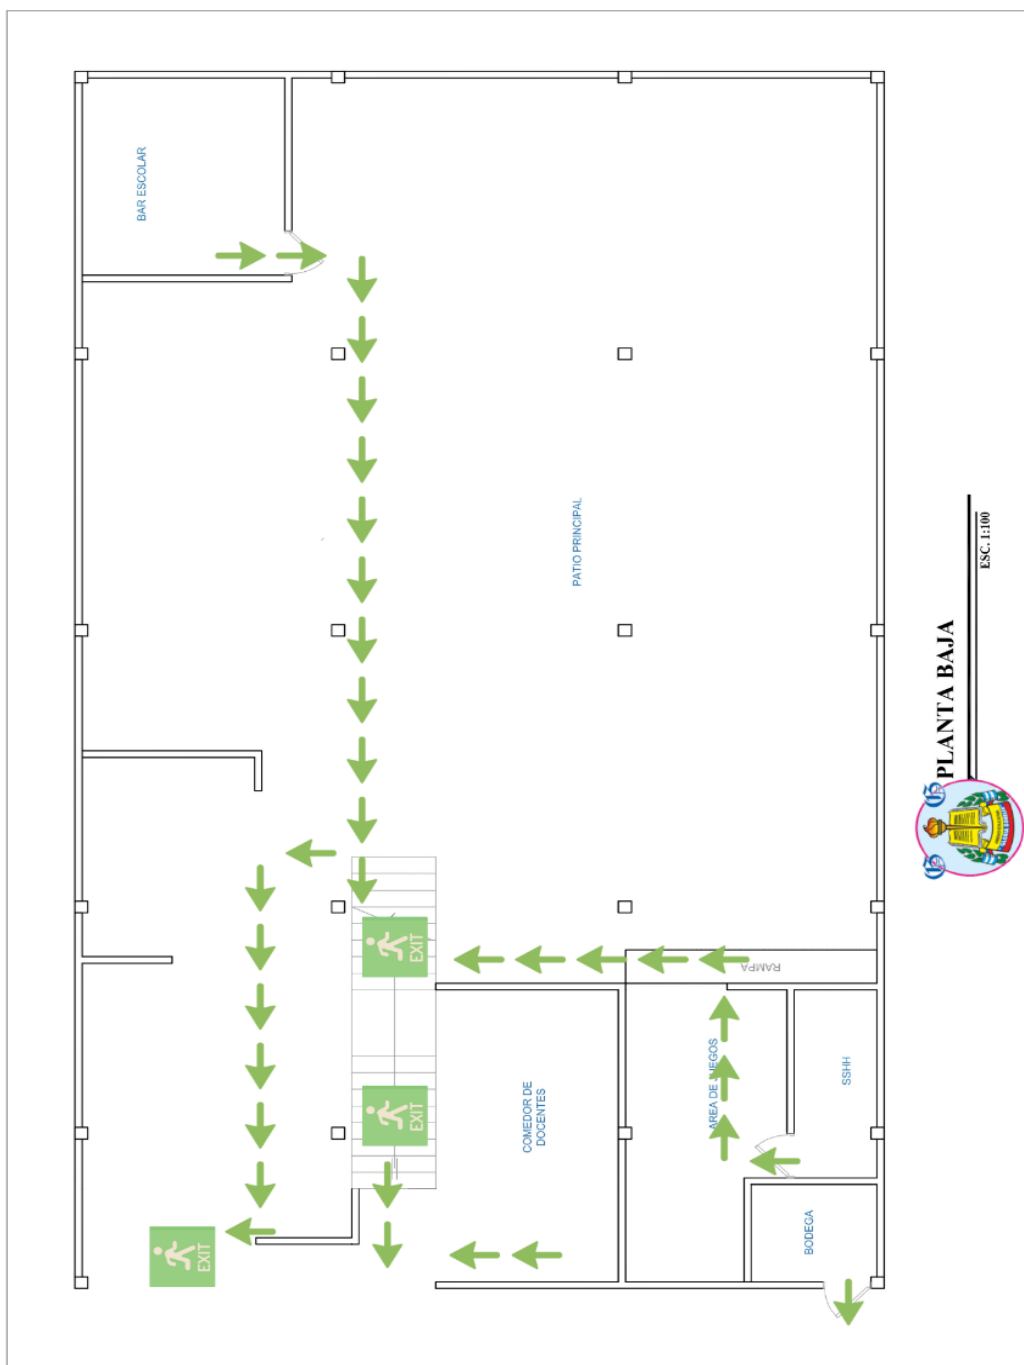 BAR ESCOLAR
PATIO PRINCIPAL
EXIT
RAMPA
EXIT
COMEDOR DE
DOCENTES
AREA DE JUEGOS
SSHH
EXIT
BODEGA
PLANTA BAJA
ESC. 1:100